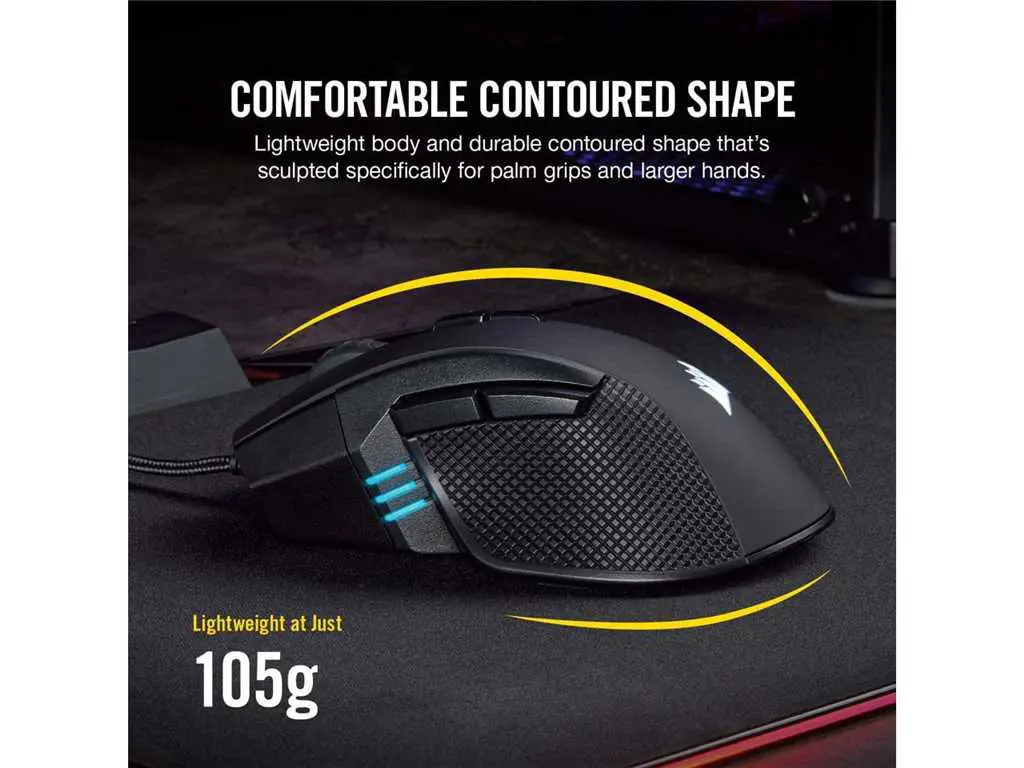 COMFORTABLE CONTOURED SHAPE
Lightweight body and durable contoured shape that's
sculpted specifically for palm grips and larger hands.
Lightweight at Just
105g